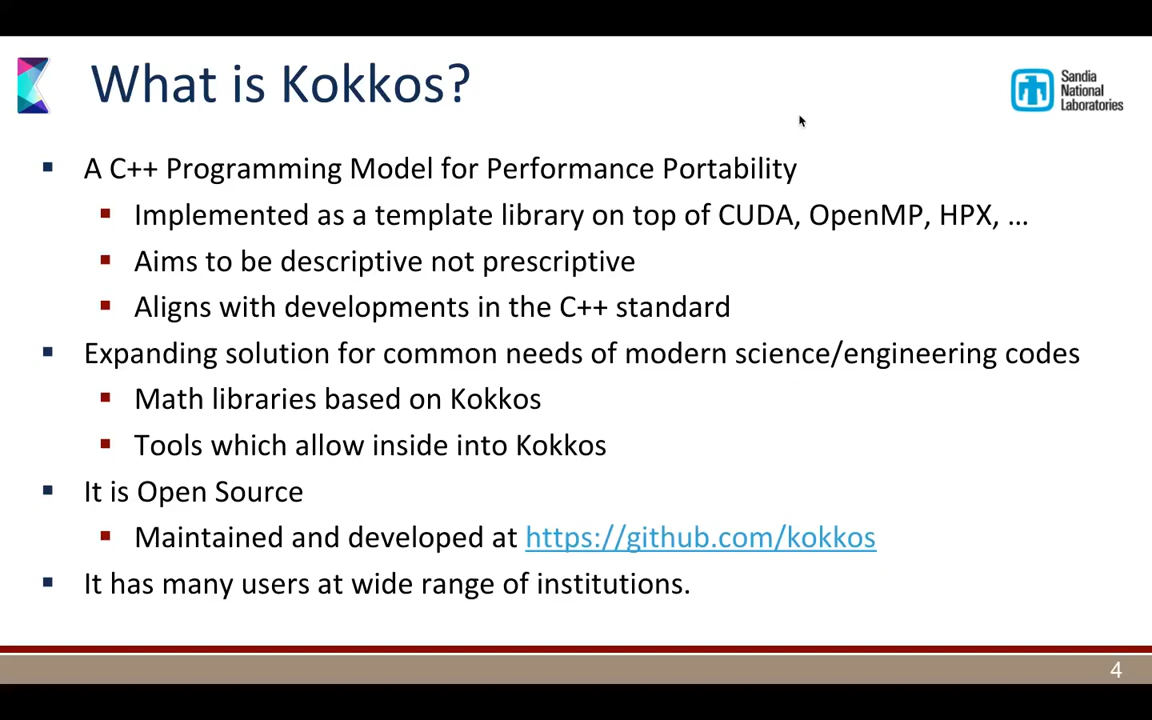 What is Kokkos?
Sandia
National
Laboratories
▪ A C++ Programming Model for Performance Portability
▪ Implemented as a template library on top of CUDA, OpenMP, HPX, ...
▪ Aims to be descriptive not prescriptive
▪ Aligns with developments in the C++ standard
▪ Expanding solution for common needs of modern science/engineering codes
▪ Math libraries based on Kokkos
▪ Tools which allow inside into Kokkos
▪ It is Open Source
▪ Maintained and developed at https://github.com/kokkos
▪ It has many users at wide range of institutions.
4